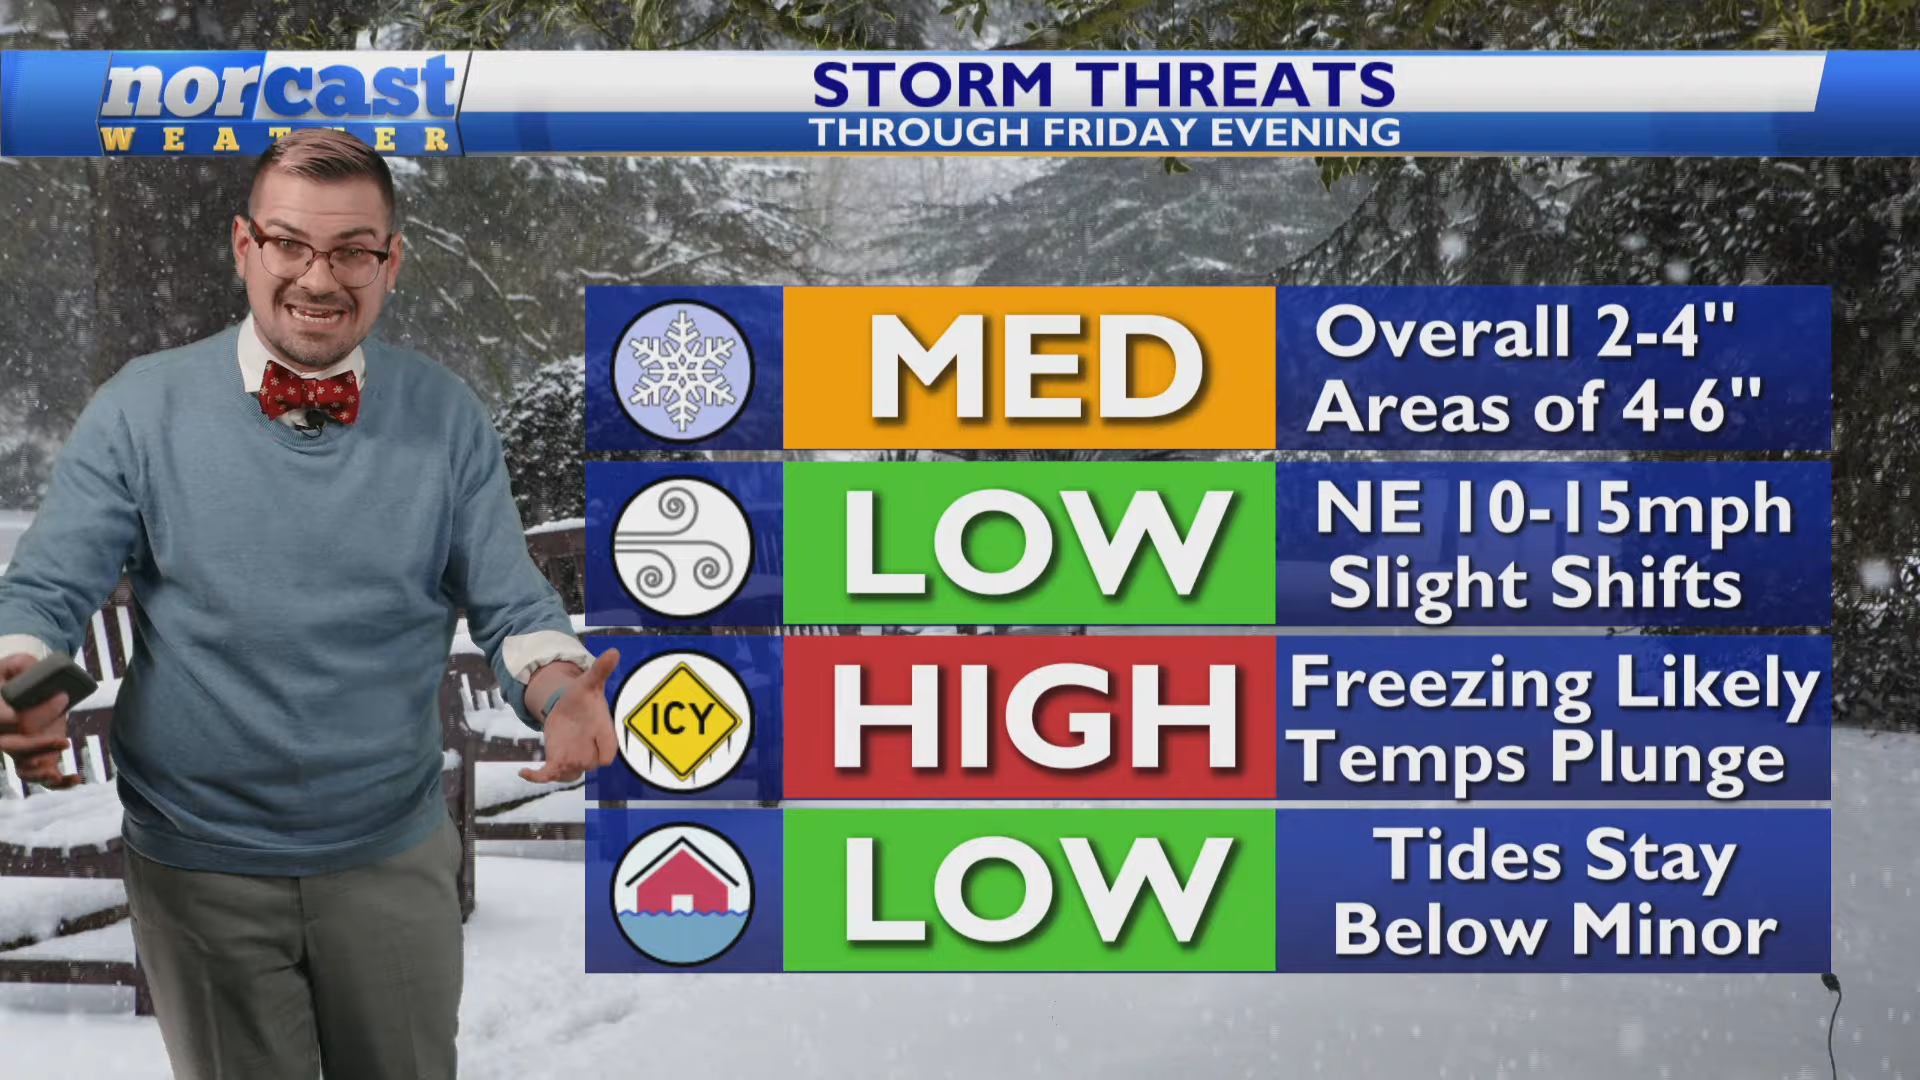 norcast
WEATHER
STORM THREATS
THROUGH FRIDAY EVENING
MED
Overall 2-4"
Areas of 4-6"
LOW
NE 10-15mph
Slight Shifts
ICY
HIGH
Freezing Likely
Temps Plunge
LOW
Tides Stay
Below Minor